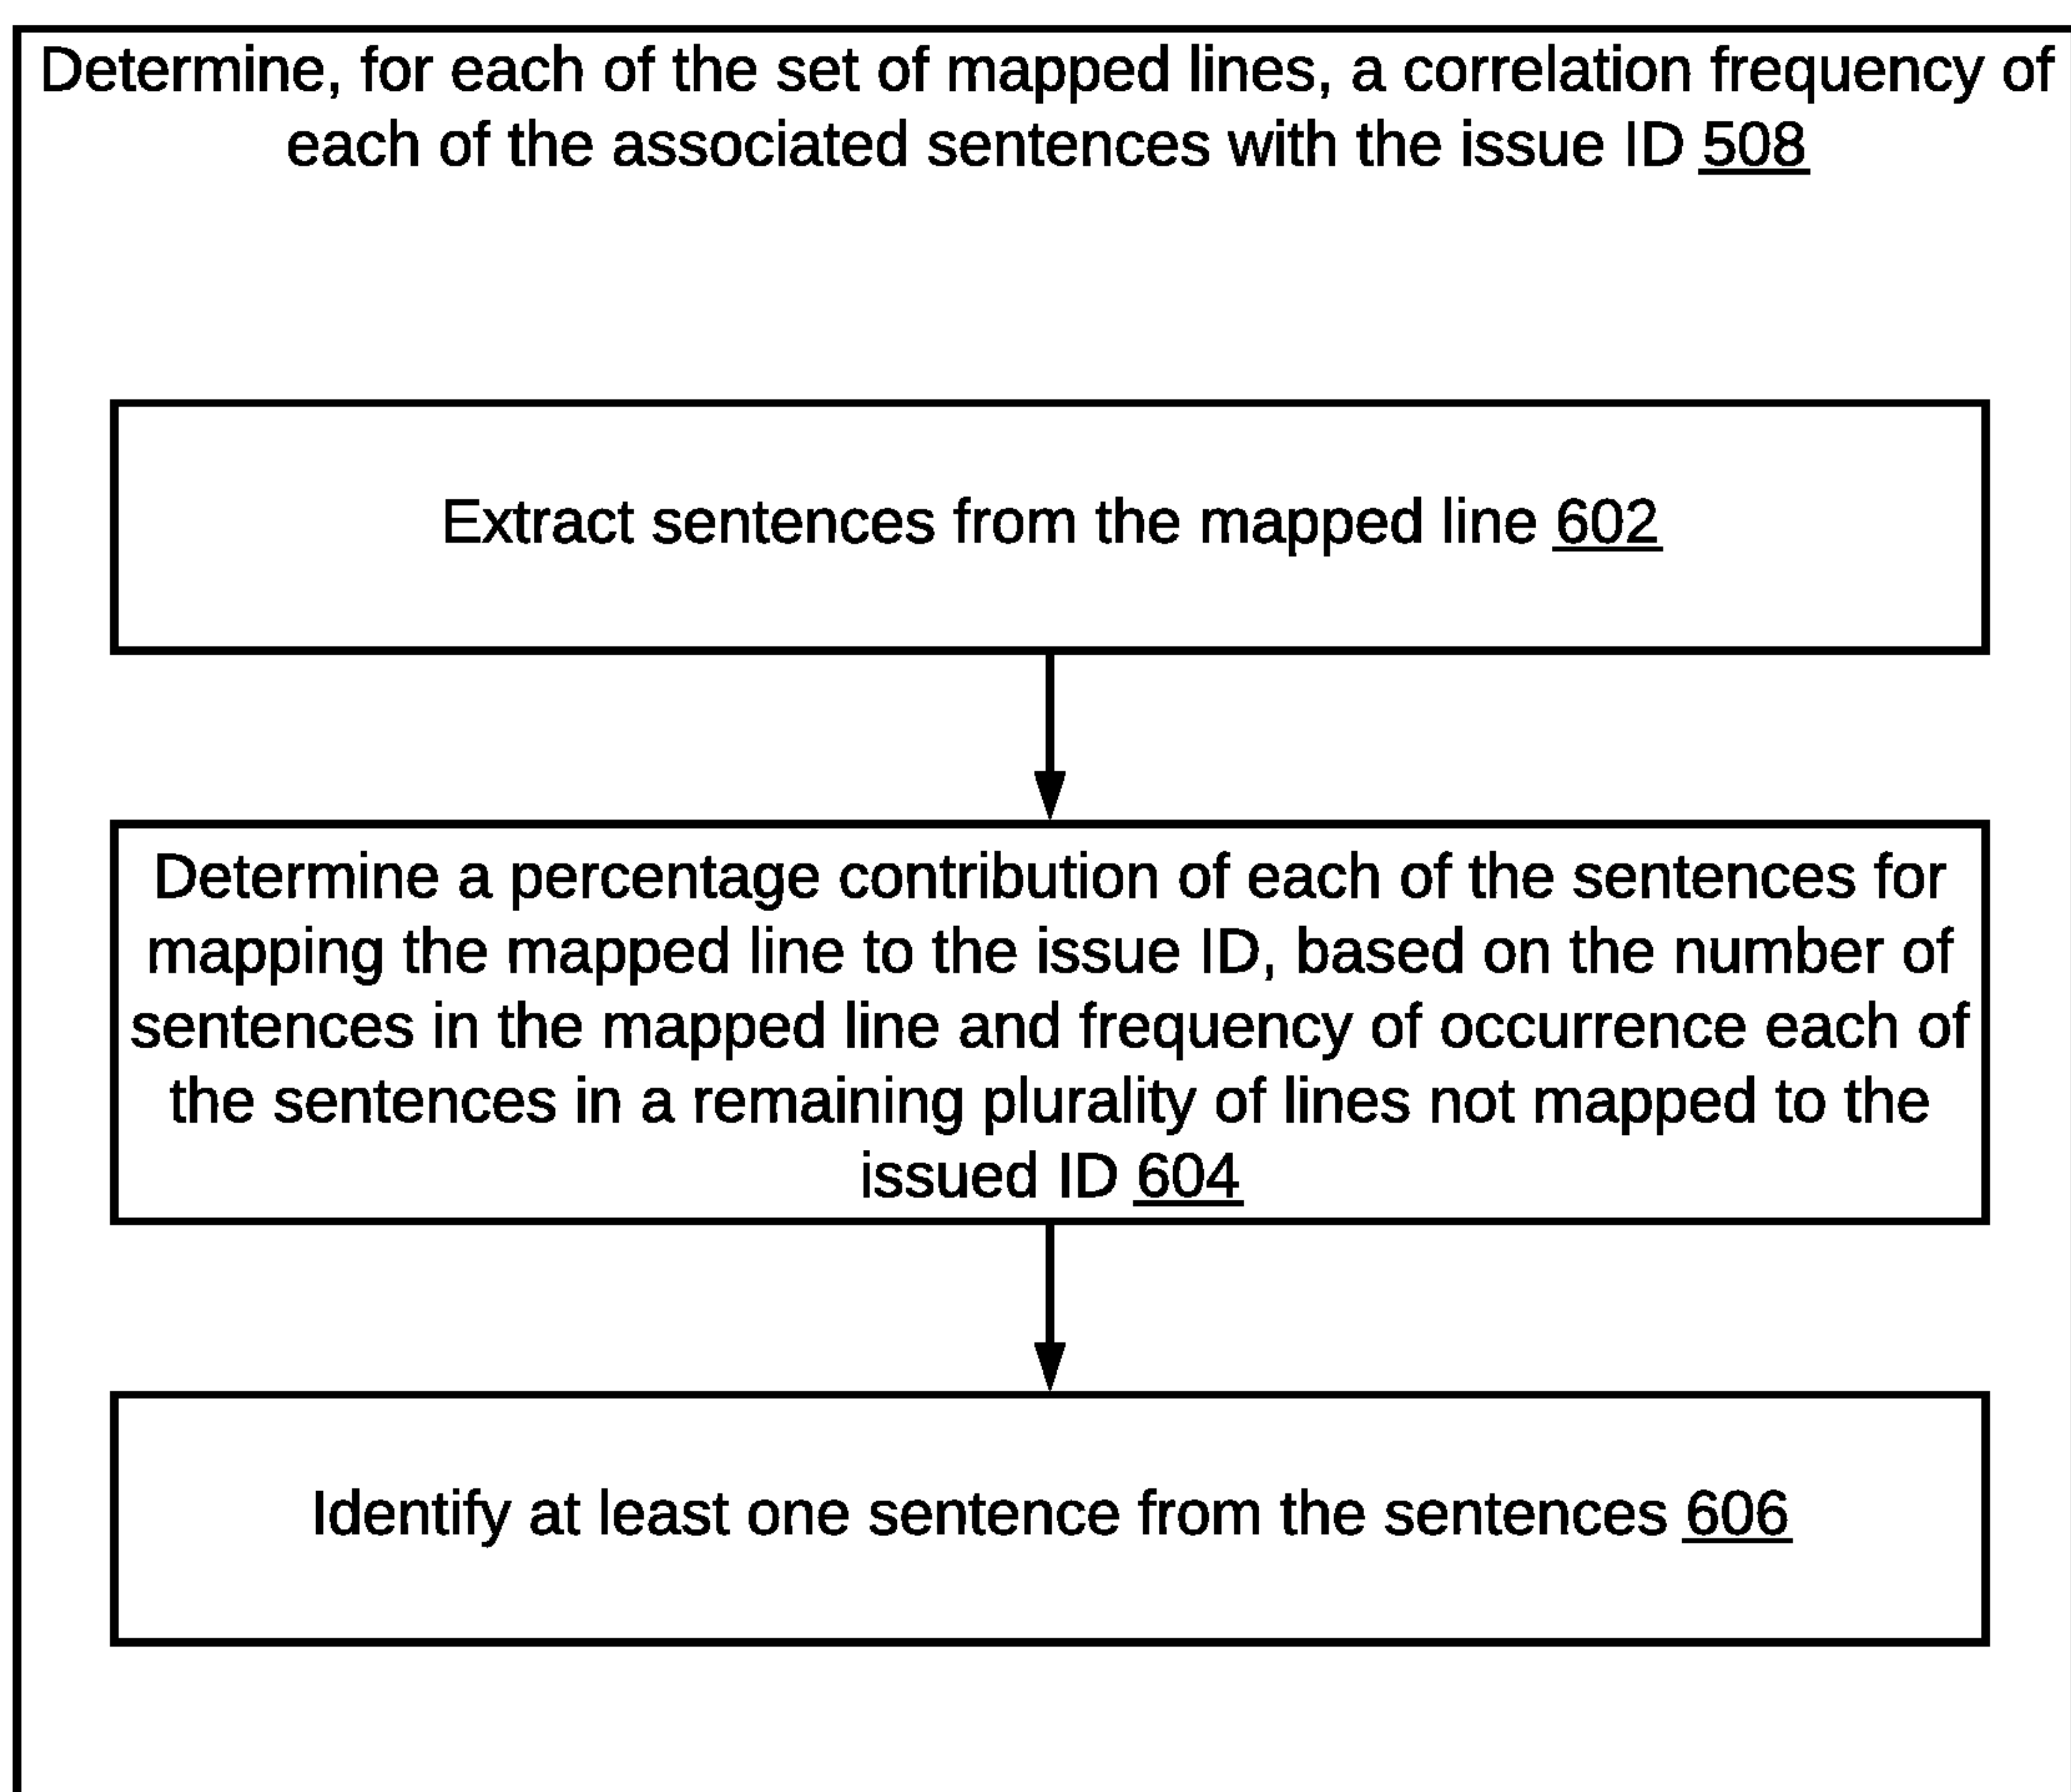 Determine, for each of the set of mapped lines, a correlation frequency of
each of the associated sentences with the issue ID 508
Extract sentences from the mapped line 602
Determine a percentage contribution of each of the sentences for
mapping the mapped line to the issue ID, based on the number of
sentences in the mapped line and frequency of occurrence each of
the sentences in a remaining plurality of lines not mapped to the
issued ID 604
Identify at least one sentence from the sentences 606